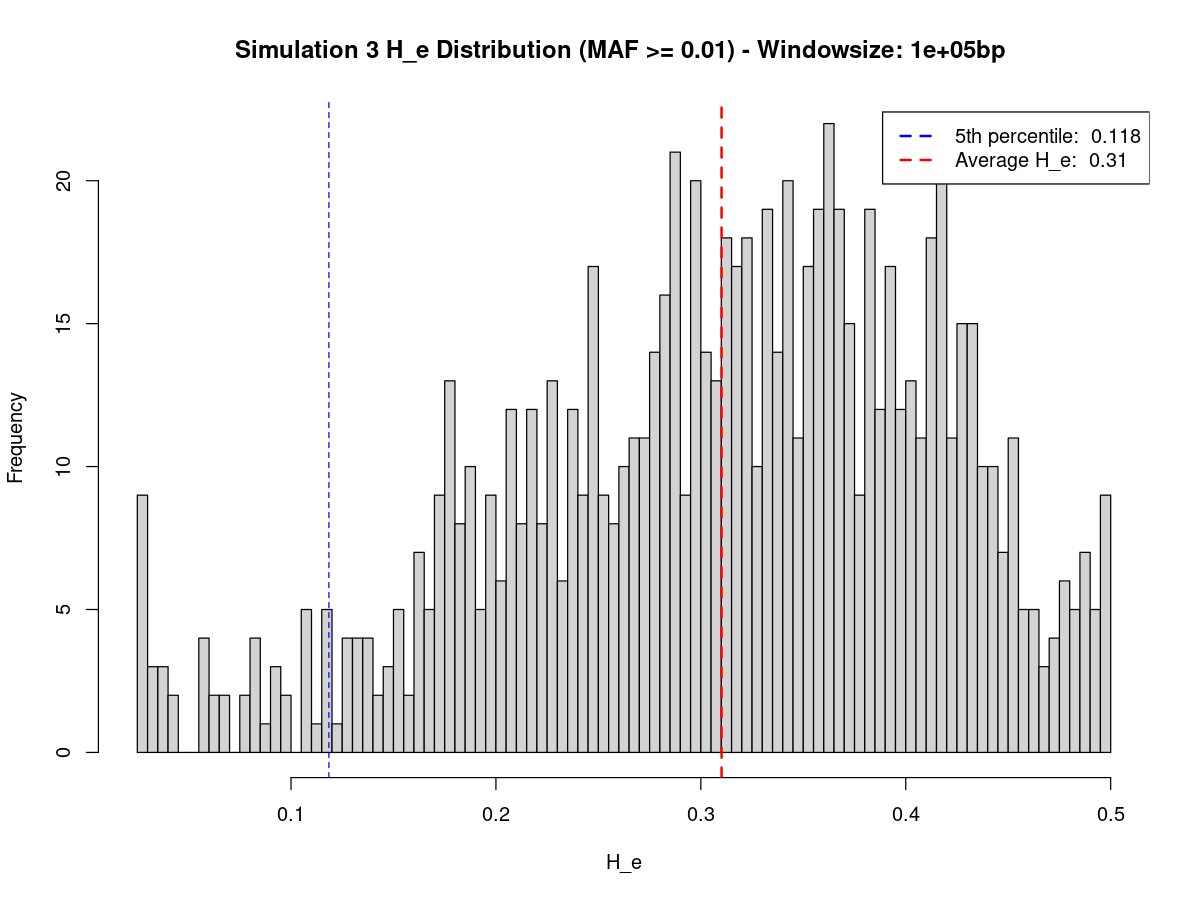 Simulation 3 H_e Distribution (MAF >= 0.01) - Windowsize: 1e+05bp
5th percentile: 0.118
Average H_e: 0.31
Frequency
20
15
10
5
0
0.1 0.2 0.3 0.4 0.5
H_e